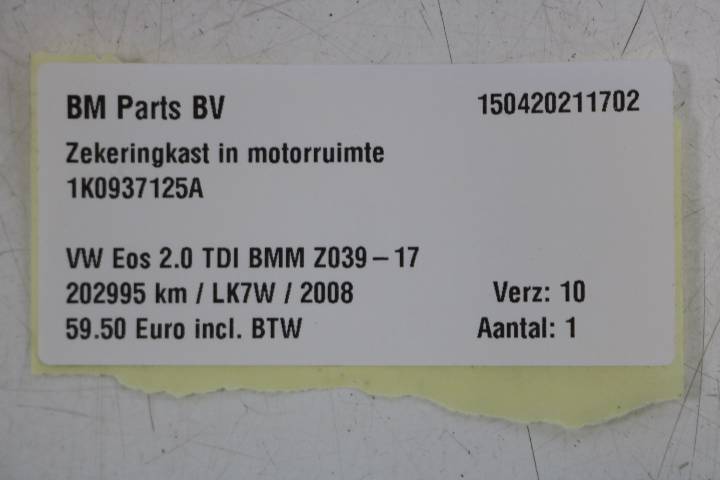 BM Parts BV 150420211702
Zekeringkast in motorruimte
1K0937125A
VW Eos 2.0 TDI BMM Z039-17
202995 km / LK7W / 2008 Verz: 10
59.50 Euro incl. BTW Aantal: 1